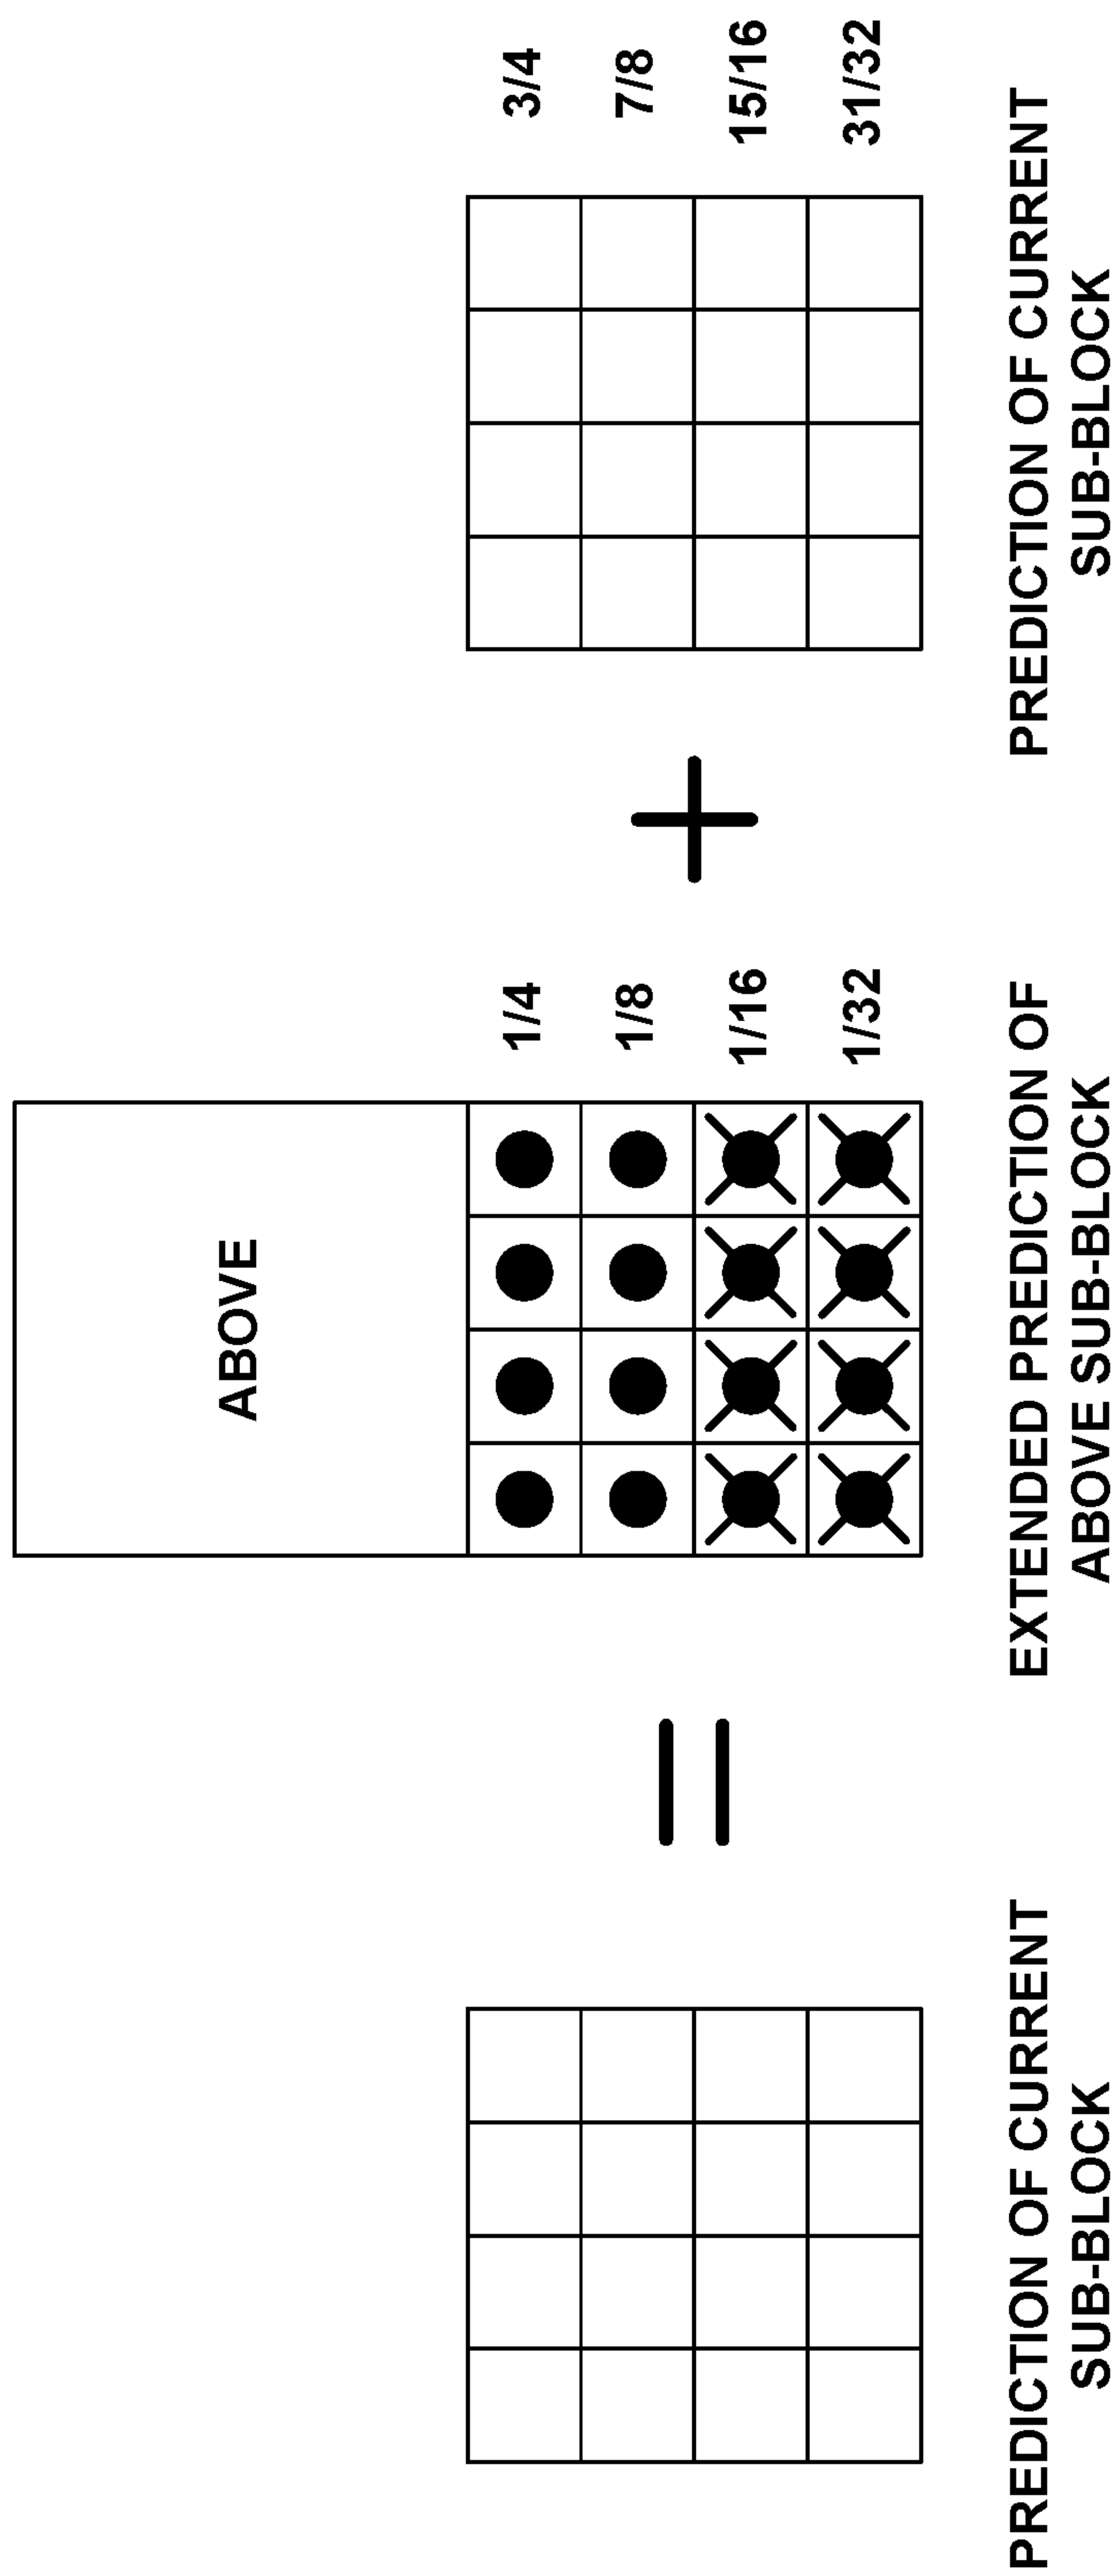 ABOVE
1/4
1/8
1/16
1/32
3/4
7/8
15/16
31/32
PREDICTION OF CURRENT
SUB-BLOCK
EXTENDED PREDICTION OF
ABOVE SUB-BLOCK
PREDICTION OF CURRENT
SUB-BLOCK